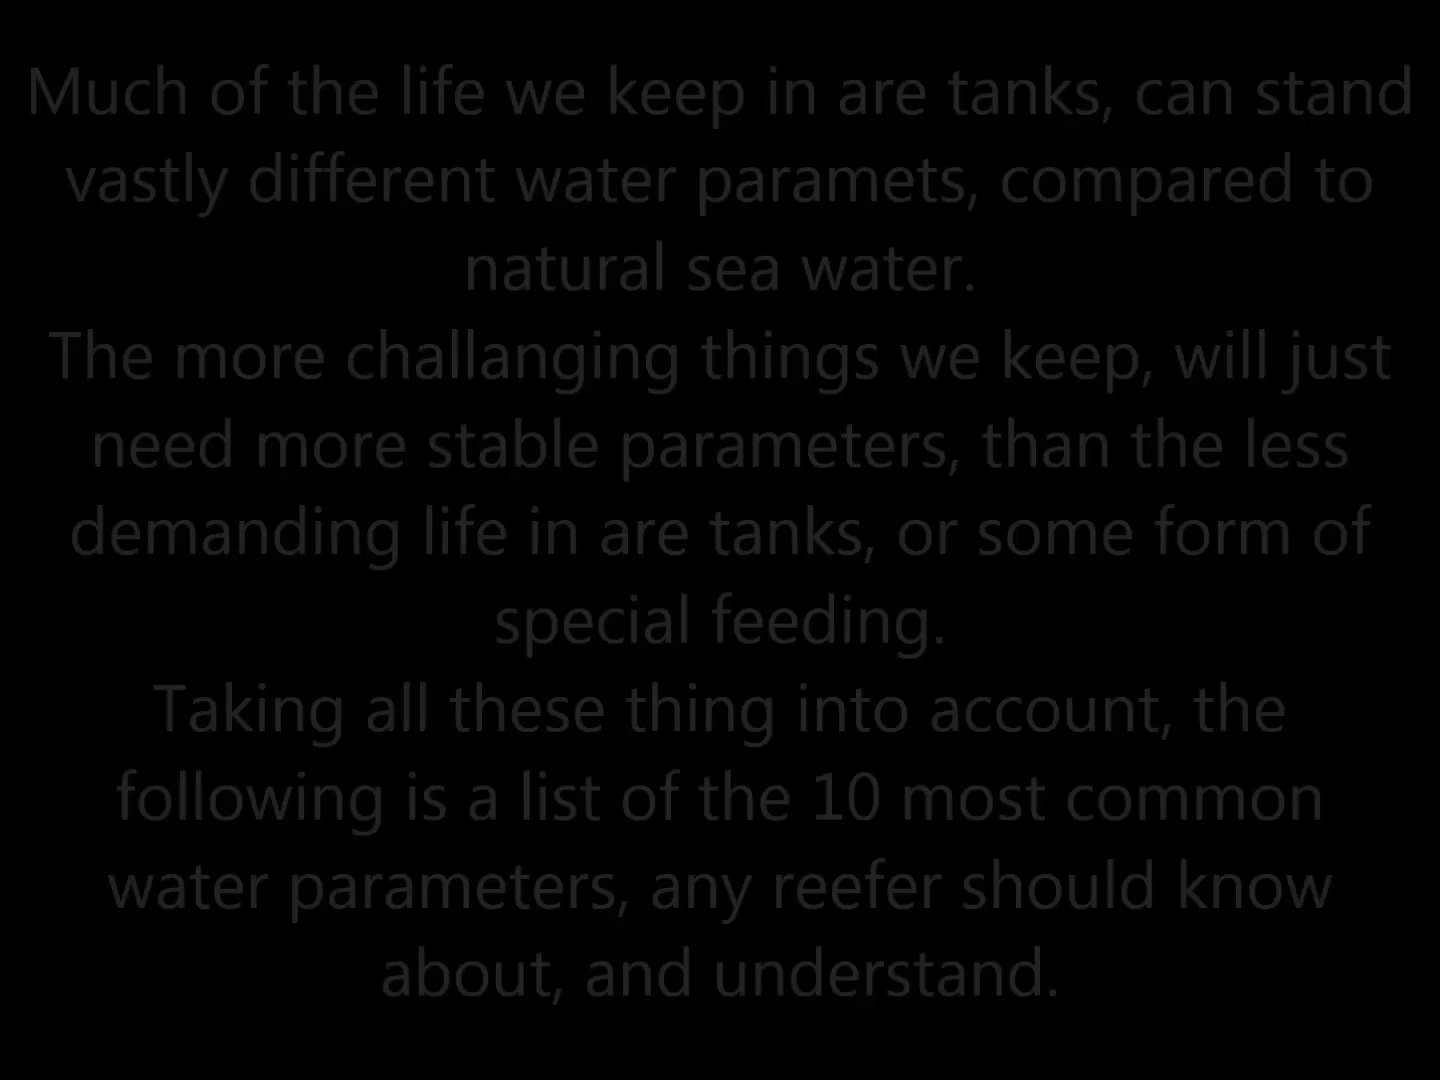 Much of the life we keep in are tanks, can stand
vastly different water paramets, compared to
natural sea water.
The more challanging things we keep, will just
need more stable parameters, than the less
demanding life in are tanks, or some form of
special feeding.
Taking all these thing into account, the
following is a list of the 10 most common
water parameters, any reefer should know
about, and understand.